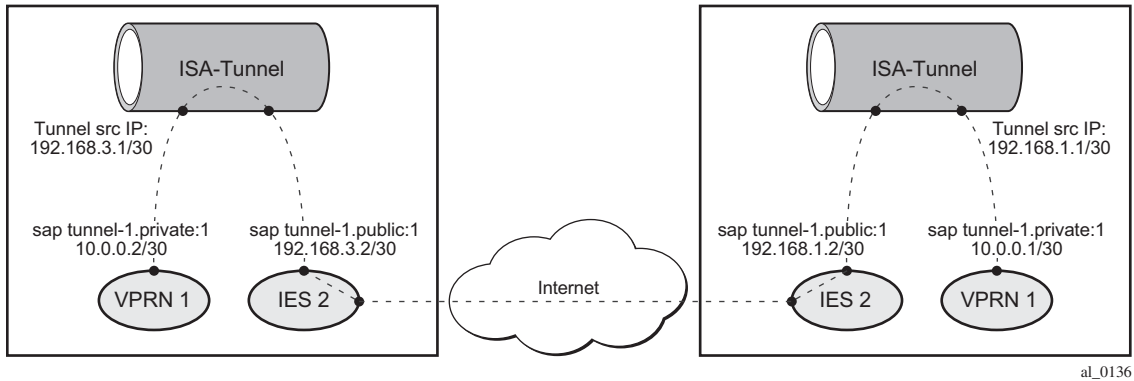 ISA-Tunnel
Tunnel src IP:
192.168.3.1/30
sap tunnel-1.private:1
10.0.0.2/30
sap tunnel-1.public:1
192.168.3.2/30
VPRN 1
IES 2
Internet
ISA-Tunnel
Tunnel src IP:
192.168.1.1/30
sap tunnel-1.public:1
192.168.1.2/30
sap tunnel-1.private:1
10.0.0.1/30
IES 2
VPRN 1
al_0136